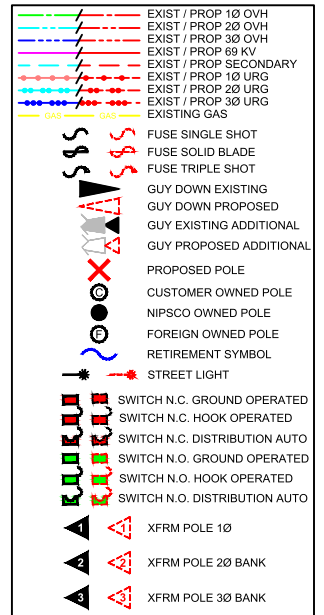 EXIST / PROP 1Ø OVH
EXIST / PROP 2Ø OVH
EXIST / PROP 3Ø OVH
EXIST / PROP 69 KV
EXIST / PROP SECONDARY
EXIST / PROP 1Ø URG
EXIST / PROP 2Ø URG
EXIST / PROP 3Ø URG
GAS GAS EXISTING GAS
FUSE SINGLE SHOT
FUSE SOLID BLADE
FUSE TRIPLE SHOT
GUY DOWN EXISTING
GUY DOWN PROPOSED
GUY EXISTING ADDITIONAL
GUY PROPOSED ADDITIONAL
PROPOSED POLE
C CUSTOMER OWNED POLE
NIPSCO OWNED POLE
F FOREIGN OWNED POLE
RETIREMENT SYMBOL
STREET LIGHT
SWITCH N.C. GROUND OPERATED
SWITCH N.C. HOOK OPERATED
SWITCH N.C. DISTRIBUTION AUTO
SWITCH N.O. GROUND OPERATED
SWITCH N.O. HOOK OPERATED
SWITCH N.O. DISTRIBUTION AUTO
1 1 XFRM POLE 1Ø
2 2 XFRM POLE 2Ø BANK
3 3 XFRM POLE 3Ø BANK